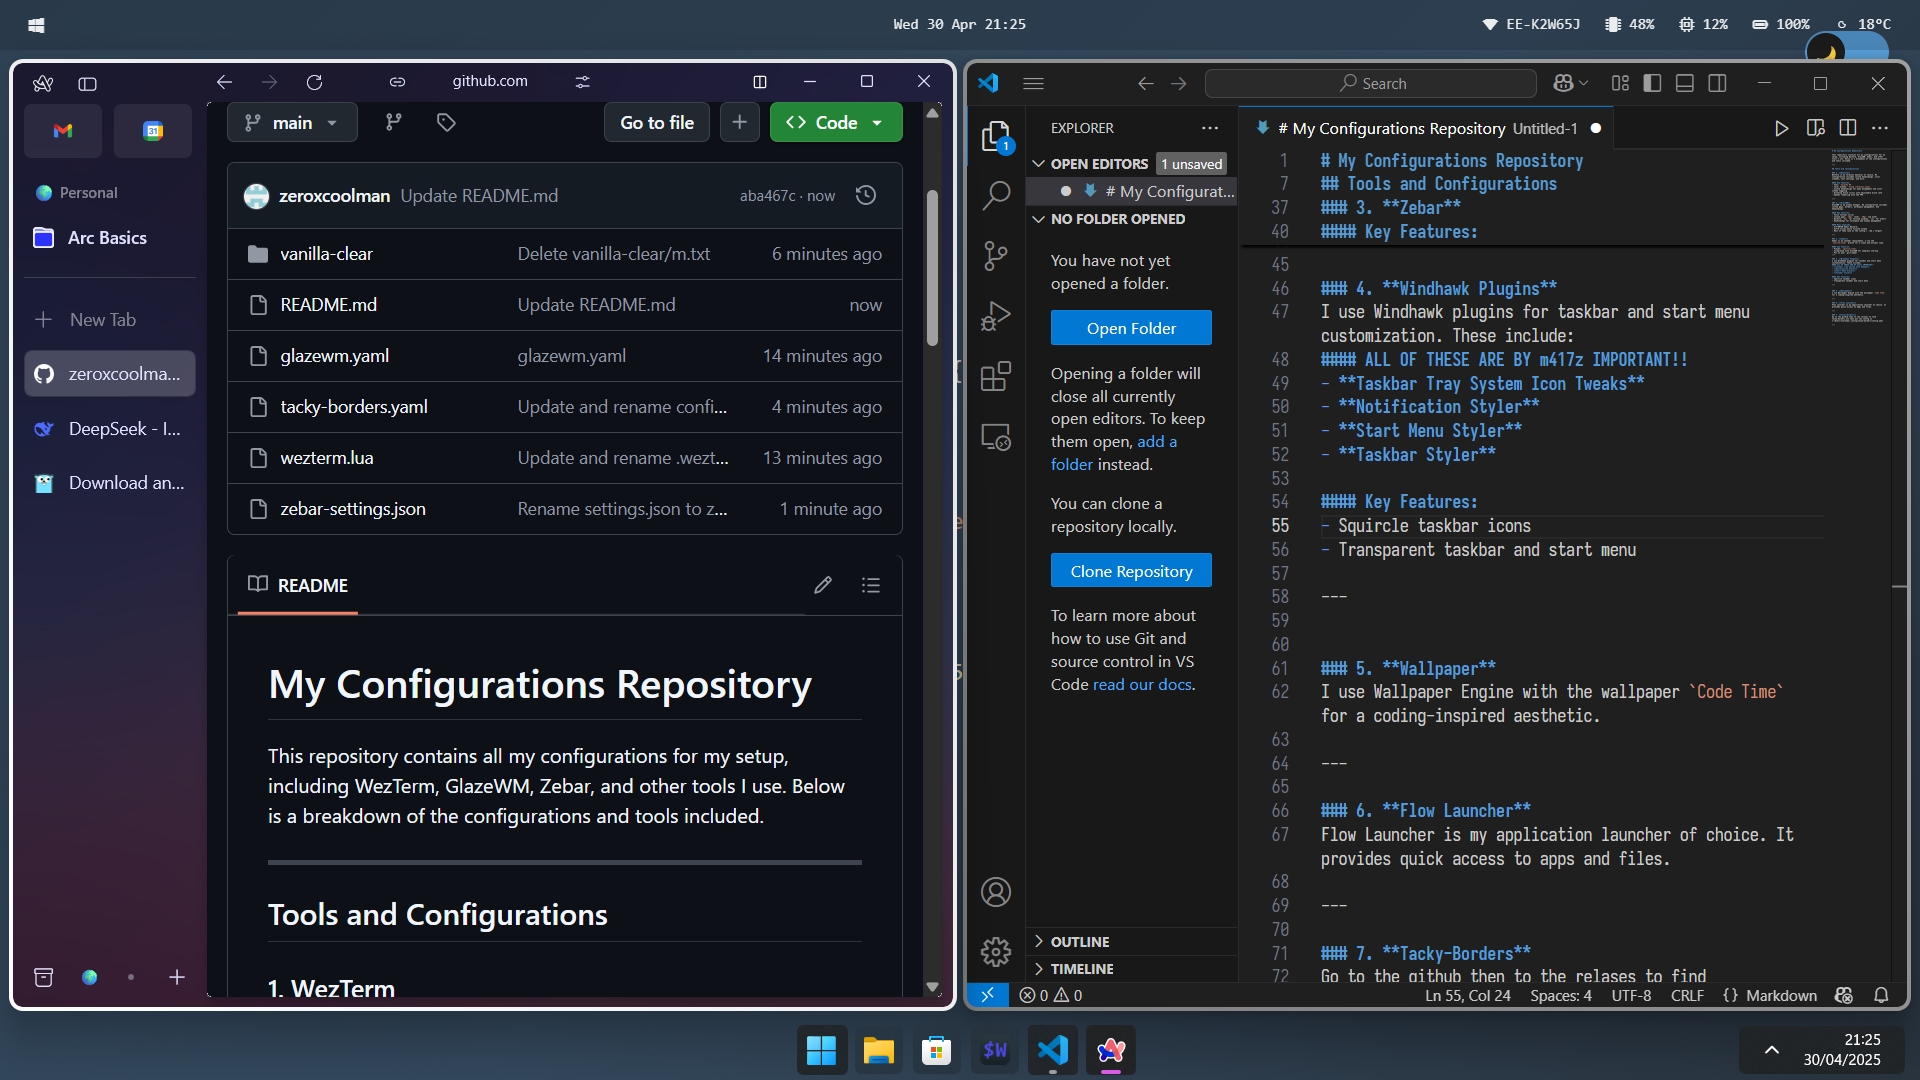 Wed 30 Apr 21:25
EE-K2W65J
48%
12%
100%
18°C
github.com
31
Personal
Arc Basics
New Tab
zeroxcoolma...
DeepSeek - I...
Download an...
main
Go to file
Code
zeroxcoolman Update README.md
aba467c · now
vanilla-clear Delete vanilla-clear/m.txt 6 minutes ago
README.md Update README.md now
glazewm.yaml glazewm.yaml 14 minutes ago
tacky-borders.yaml Update and rename confi... 4 minutes ago
wezterm.lua Update and rename .wezt... 13 minutes ago
zebar-settings.json Rename settings.json to z... 1 minute ago
README
My Configurations Repository
This repository contains all my configurations for my setup,
including WezTerm, GlazeWM, Zebar, and other tools I use. Below
is a breakdown of the configurations and tools included.
Tools and Configurations
1. WezTerm
Search
EXPLORER
1
OPEN EDITORS 1 unsaved
# My Configurat...
NO FOLDER OPENED
You have not yet
opened a folder.
Open Folder
Opening a folder will
close all currently
open editors. To keep
them open, add a
folder instead.
You can clone a
repository locally.
Clone Repository
To learn more about
how to use Git and
source control in VS
Code read our docs.
OUTLINE
TIMELINE
# My Configurations Repository Untitled-1
1 # My Configurations Repository
7 ## Tools and Configurations
37 ### 3. **Zebar**
40 #### Key Features:
45
46 ### 4. **Windhawk Plugins**
47 I use Windhawk plugins for taskbar and start menu
customization. These include:
48 #### ALL OF THESE ARE BY m417z IMPORTANT!!
49 - **Taskbar Tray System Icon Tweaks**
50 - **Notification Styler**
51 - **Start Menu Styler**
52 - **Taskbar Styler**
53
54 #### Key Features:
55 - Squircle taskbar icons
56 - Transparent taskbar and start menu
57
58 ---
59
60
61 ### 5. **Wallpaper**
62 I use Wallpaper Engine with the wallpaper `Code Time`
for a coding-inspired aesthetic.
63
64 ---
65
66 ### 6. **Flow Launcher**
67 Flow Launcher is my application launcher of choice. It
provides quick access to apps and files.
68
69 ---
70
71 ### 7. **Tacky-Borders**
72 Go to the github then to the relases to find
0 0
Ln 55, Col 24
Spaces: 4
UTF-8
CRLF
{} Markdown
$W
21:25
30/04/2025